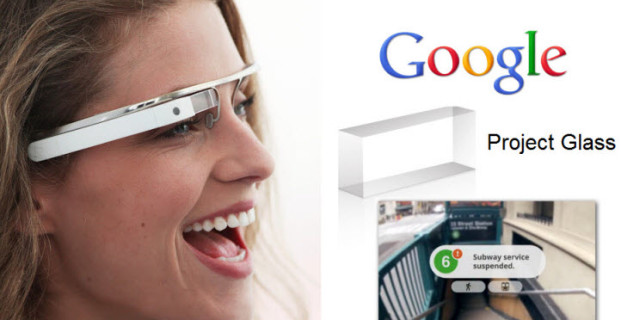 Google
Project Glass
6
!
Subway service
suspended.